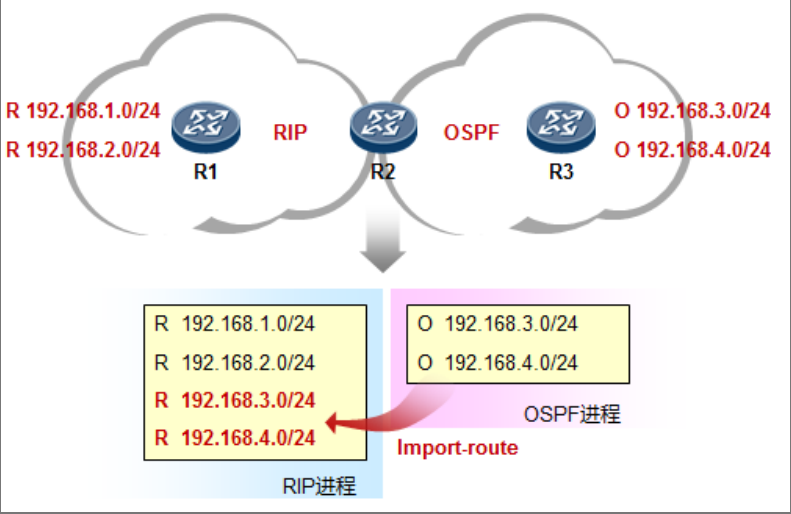 R 192.168.1.0/24
R 192.168.2.0/24
RIP
OSPF
O 192.168.3.0/24
O 192.168.4.0/24
R1
R2
R3
R 192.168.1.0/24
R 192.168.2.0/24
R 192.168.3.0/24
R 192.168.4.0/24
RIP进程
O 192.168.3.0/24
O 192.168.4.0/24
OSPF进程
Import-route